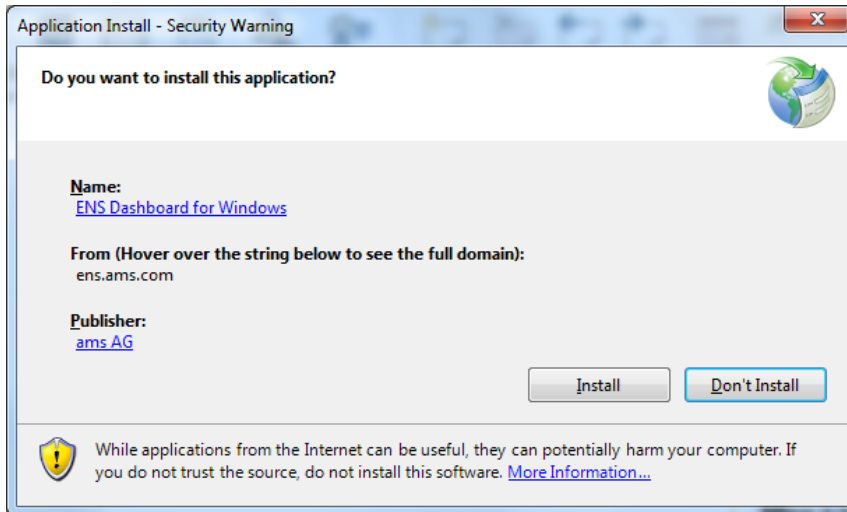 Application Install - Security Warning
Do you want to install this application?
Name:
ENS Dashboard for Windows
From (Hover over the string below to see the full domain):
ens.ams.com
Publisher:
ams AG
Install
Don't Install
While applications from the Internet can be useful, they can potentially harm your computer. If
you do not trust the source, do not install this software. More Information...